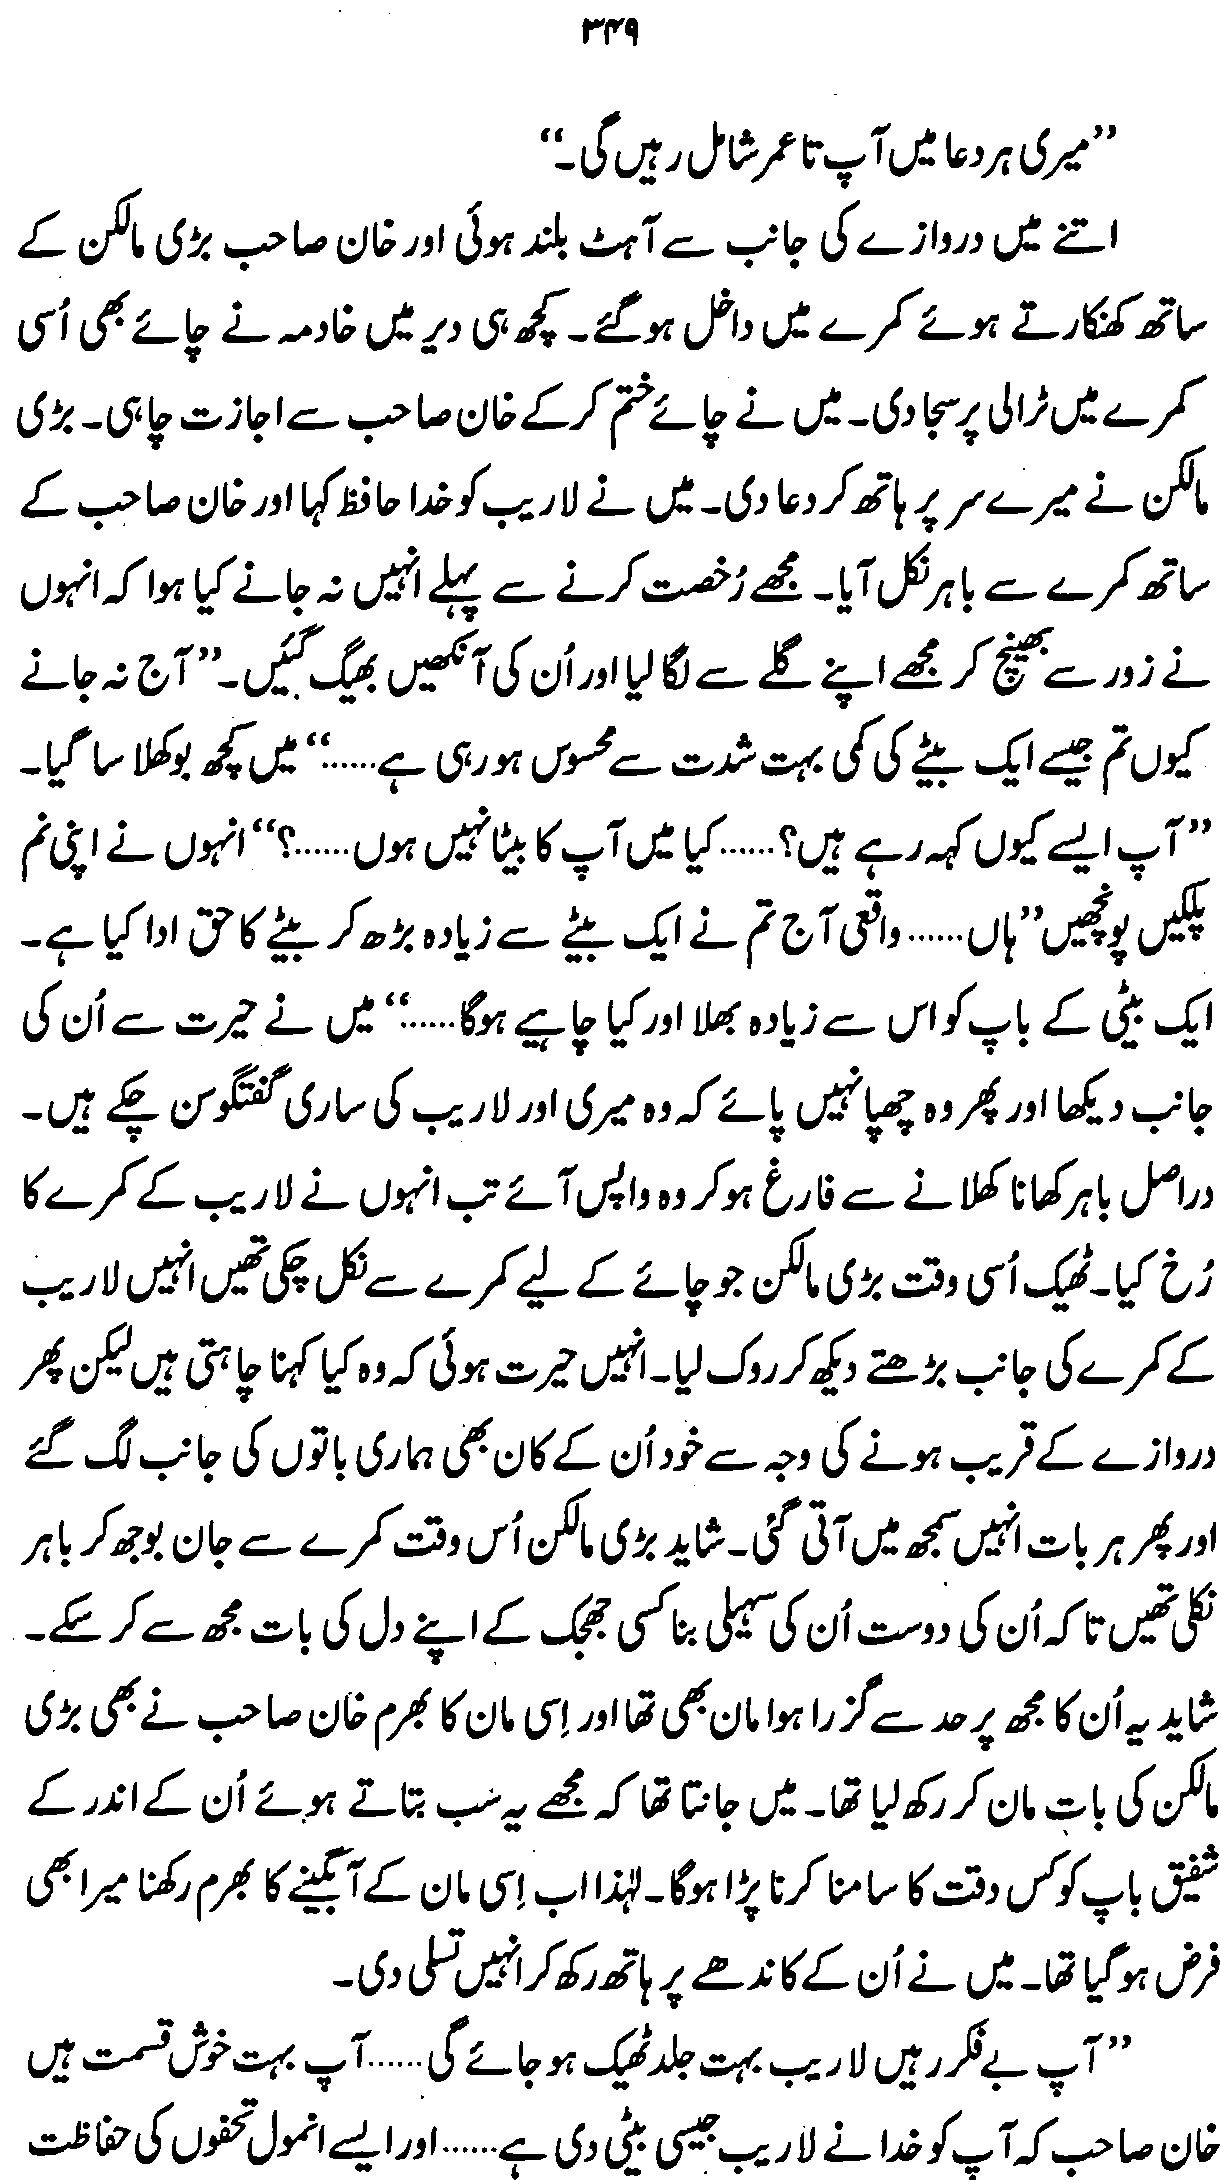 ۳۴۹
”میری ہر دعا میں آپ تا عمر شامل رہیں گی۔“
اتنے میں دروازے کی جانب سے آہٹ بلند ہوئی اور خان صاحب بڑی مالکن کے
ساتھ کھنکارتے ہوئے کمرے میں داخل ہو گئے۔ کچھ ہی دیر میں خادمہ نے چائے بھی اُسی
کمرے میں ٹرالی پر سجا دی۔ میں نے چائے ختم کر کے خان صاحب سے اجازت چاہی۔ بڑی
مالکن نے میرے سر پر ہاتھ کر دعا دی۔ میں نے لاریب کو خدا حافظ کہا اور خان صاحب کے
ساتھ کمرے سے باہر نکل آیا۔ مجھے رُخصت کرنے سے پہلے انہیں نہ جانے کیا ہوا کہ انہوں
نے زور سے بھینچ کر مجھے اپنے گلے سے لگا لیا اور اُن کی آنکھیں بھیگ گئیں۔ ”آج نہ جانے
کیوں تم جیسے ایک بیٹے کی کمی بہت شدت سے محسوس ہو رہی ہے......“ میں کچھ بوکھلا سا گیا۔
”آپ ایسے کیوں کہہ رہے ہیں؟...... کیا میں آپ کا بیٹا نہیں ہوں......؟“ انہوں نے اپنی نم
پلکیں پونچھیں ”ہاں...... واقعی آج تم نے ایک بیٹے سے زیادہ بڑھ کر بیٹے کا حق ادا کیا ہے۔
ایک بیٹی کے باپ کو اس سے زیادہ بھلا اور کیا چاہیے ہوگا......“ میں نے حیرت سے اُن کی
جانب دیکھا اور پھر وہ چھپا نہیں پائے کہ وہ میری اور لاریب کی ساری گفتگو سن چکے ہیں۔
دراصل باہر کھانا کھلانے سے فارغ ہو کر وہ واپس آئے تب انہوں نے لاریب کے کمرے کا
رُخ کیا۔ ٹھیک اُسی وقت بڑی مالکن جو چائے کے لیے کمرے سے نکل چکی تھیں انہیں لاریب
کے کمرے کی جانب بڑھتے دیکھ کر روک لیا۔ انہیں حیرت ہوئی کہ وہ کیا کہنا چاہتی ہیں لیکن پھر
دروازے کے قریب ہونے کی وجہ سے خود اُن کے کان بھی ہماری باتوں کی جانب لگ گئے
اور پھر ہر بات انہیں سمجھ میں آتی گئی۔ شاید بڑی مالکن اُس وقت کمرے سے جان بوجھ کر باہر
نکلی تھیں تا کہ اُن کی دوست اُن کی سہیلی بنا کسی جھجک کے اپنے دل کی بات مجھ سے کر سکے۔
شاید یہ اُن کا مجھ پر حد سے گزرا ہوا مان بھی تھا اور اِسی مان کا بھرم خان صاحب نے بھی بڑی
مالکن کی بات مان کر رکھ لیا تھا۔ میں جانتا تھا کہ مجھے یہ سب بتاتے ہوئے اُن کے اندر کے
شفیق باپ کو کس دقت کا سامنا کرنا پڑا ہوگا۔ لہٰذا اب اِسی مان کے آبگینے کا بھرم رکھنا میرا بھی
فرض ہو گیا تھا۔ میں نے اُن کے کاندھے پر ہاتھ رکھ کر انہیں تسلی دی۔
”آپ بے فکر رہیں لاریب بہت جلد ٹھیک ہو جائے گی...... آپ بہت خوش قسمت ہیں
خان صاحب کہ آپ کو خدا نے لاریب جیسی بیٹی دی ہے...... اور ایسے انمول تحفوں کی حفاظت